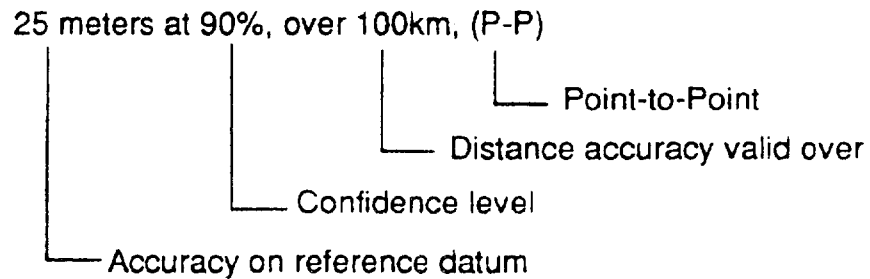 25 meters at 90%, over 100km, (P-P)
Point-to-Point
Distance accuracy valid over
Confidence level
Accuracy on reference datum